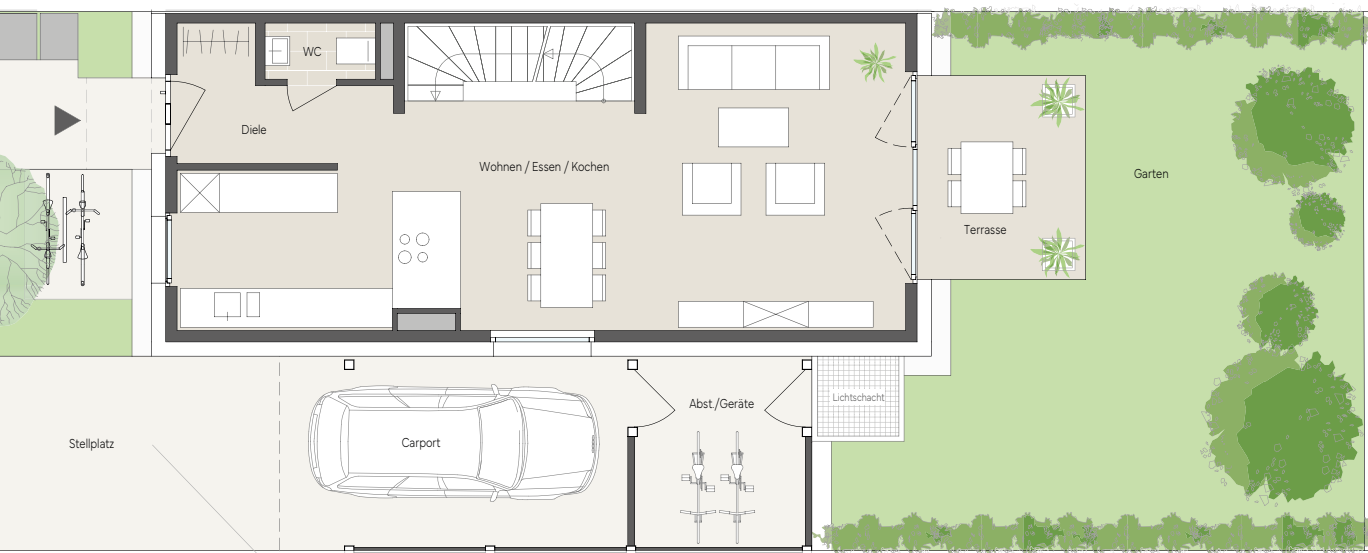 WC
Diele
Wohnen / Essen / Kochen
Garten
Terrasse
Lichtschacht
Abst./Geräte
Stellplatz
Carport